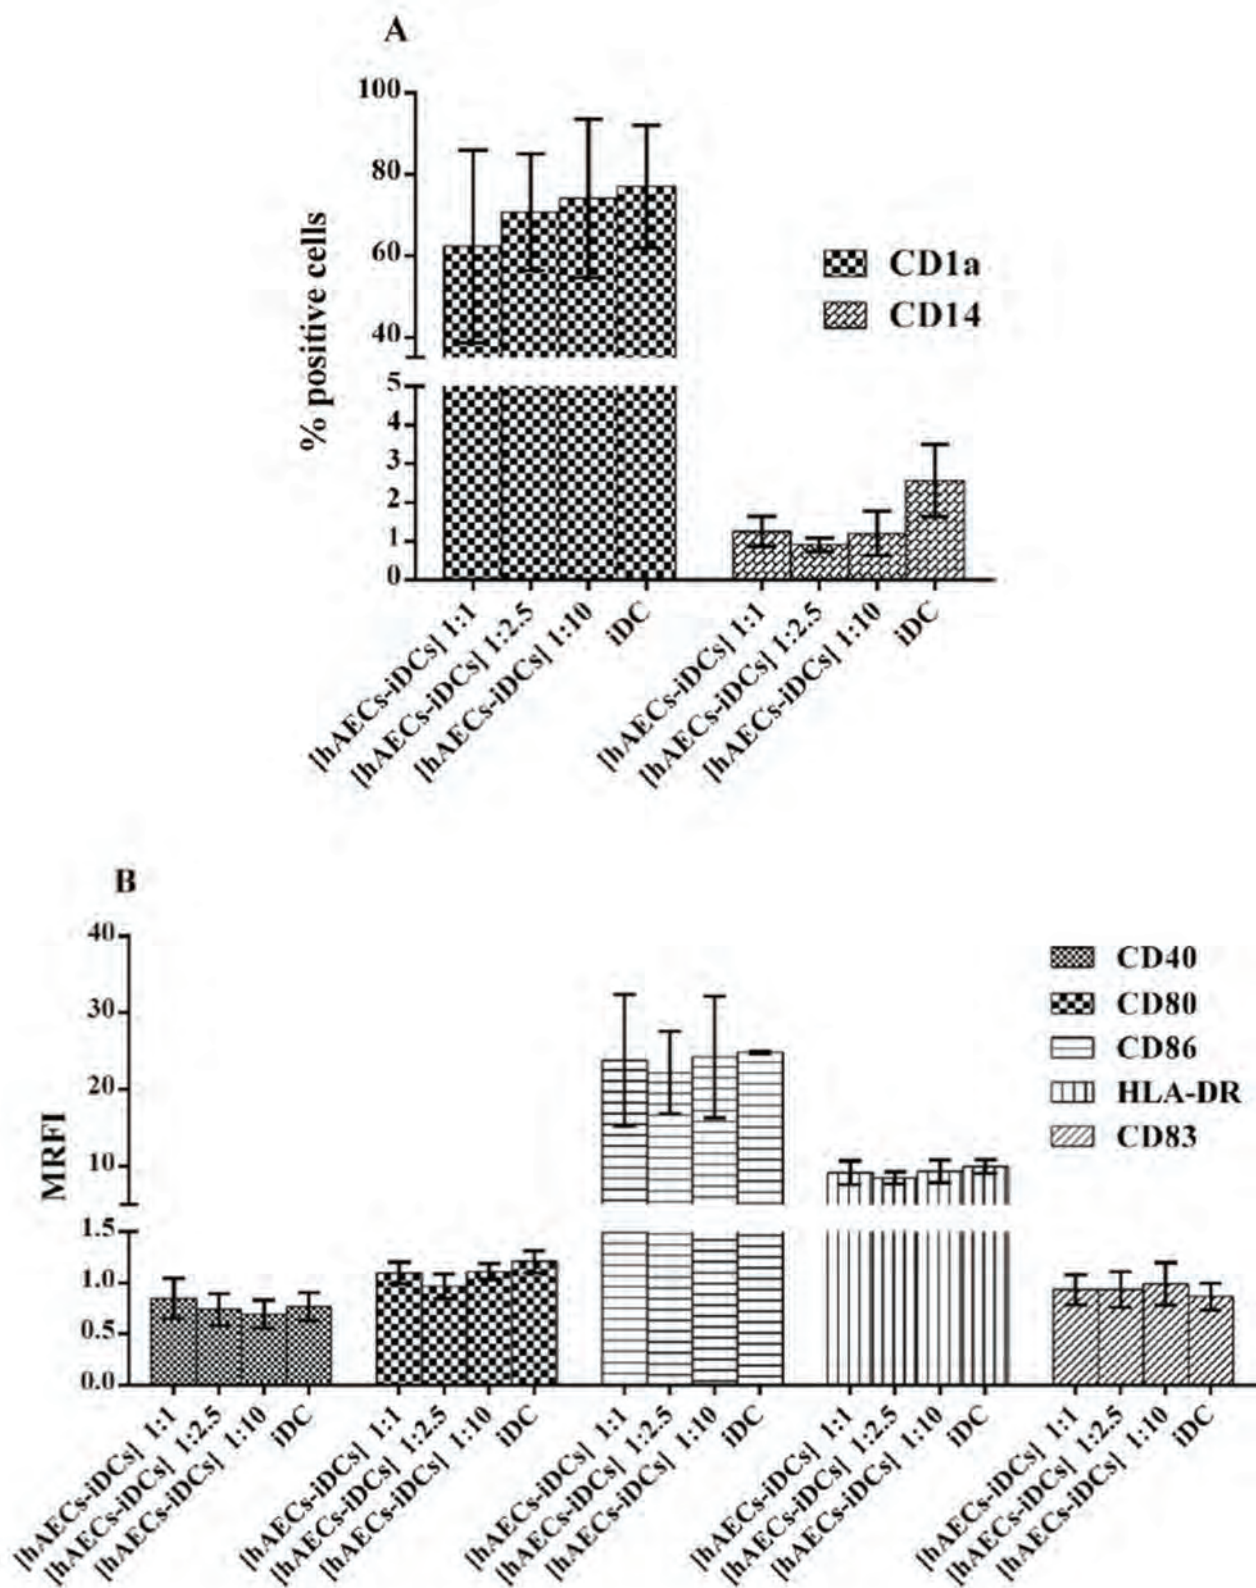 A
100
80
60
40
5
4
3
2
1
0
% positive cells
CD1a
CD14
[hAECs-iDCs] 1:1
[hAECs-iDCs] 1:2.5
[hAECs-iDCs] 1:10
iDC
[hAECs-iDCs] 1:1
[hAECs-iDCs] 1:2.5
[hAECs-iDCs] 1:10
iDC
B
40
30
20
10
1.5
1.0
0.5
0.0
MRFI
CD40
CD80
CD86
HLA-DR
CD83
[hAECs-iDCs] 1:1
[hAECs-iDCs] 1:2.5
[hAECs-iDCs] 1:10
iDC
[hAECs-iDCs] 1:1
[hAECs-iDCs] 1:2.5
[hAECs-iDCs] 1:10
iDC
[hAECs-iDCs] 1:1
[hAECs-iDCs] 1:2.5
[hAECs-iDCs] 1:10
iDC
[hAECs-iDCs] 1:1
[hAECs-iDCs] 1:2.5
[hAECs-iDCs] 1:10
iDC
[hAECs-iDCs] 1:1
[hAECs-iDCs] 1:2.5
[hAECs-iDCs] 1:10
iDC